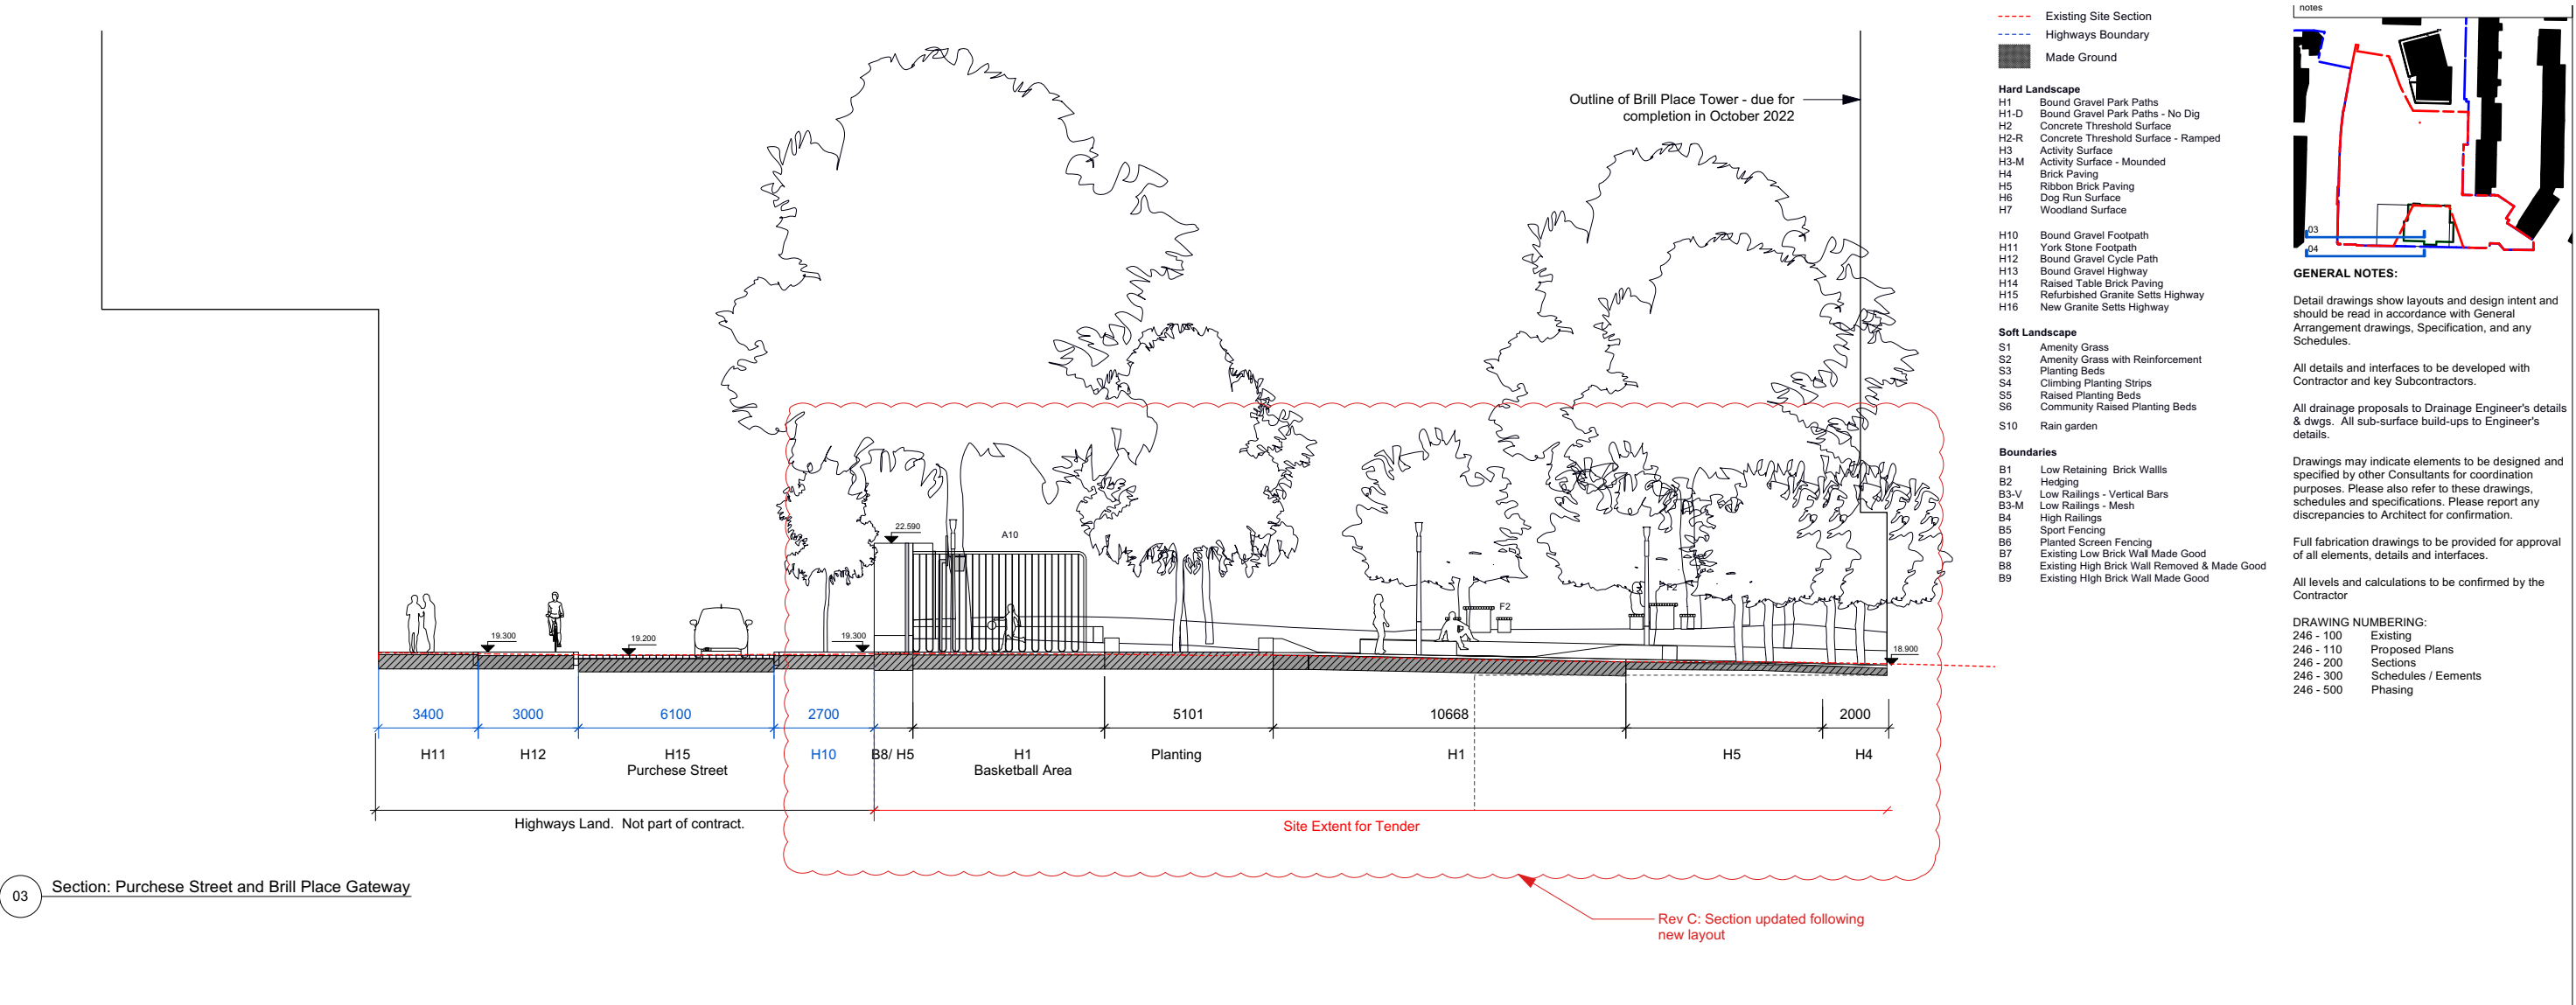 Outline of Brill Place Tower - due for
completion in October 2022
22.590
A10
19.300
19.200
19.300
F2
F2
18.900
3400
3000
6100
2700
5101
10668
2000
H11
H12
H15
Purchese Street
H10
B8/ H5
H1
Basketball Area
Planting
H1
H5
H4
Highways Land. Not part of contract.
Site Extent for Tender
03
Section: Purchese Street and Brill Place Gateway
Rev C: Section updated following
new layout
Existing Site Section
Highways Boundary
Made Ground
Hard Landscape
H1 Bound Gravel Park Paths
H1-D Bound Gravel Park Paths - No Dig
H2 Concrete Threshold Surface
H2-R Concrete Threshold Surface - Ramped
H3 Activity Surface
H3-M Activity Surface - Mounded
H4 Brick Paving
H5 Ribbon Brick Paving
H6 Dog Run Surface
H7 Woodland Surface
H10 Bound Gravel Footpath
H11 York Stone Footpath
H12 Bound Gravel Cycle Path
H13 Bound Gravel Highway
H14 Raised Table Brick Paving
H15 Refurbished Granite Setts Highway
H16 New Granite Setts Highway
Soft Landscape
S1 Amenity Grass
S2 Amenity Grass with Reinforcement
S3 Planting Beds
S4 Climbing Planting Strips
S5 Raised Planting Beds
S6 Community Raised Planting Beds
S10 Rain garden
Boundaries
B1 Low Retaining Brick Wallls
B2 Hedging
B3-V Low Railings - Vertical Bars
B3-M Low Railings - Mesh
B4 High Railings
B5 Sport Fencing
B6 Planted Screen Fencing
B7 Existing Low Brick Wall Made Good
B8 Existing High Brick Wall Removed & Made Good
B9 Existing HIgh Brick Wall Made Good
notes
03
04
GENERAL NOTES:
Detail drawings show layouts and design intent and
should be read in accordance with General
Arrangement drawings, Specification, and any
Schedules.
All details and interfaces to be developed with
Contractor and key Subcontractors.
All drainage proposals to Drainage Engineer's details
& dwgs. All sub-surface build-ups to Engineer's
details.
Drawings may indicate elements to be designed and
specified by other Consultants for coordination
purposes. Please also refer to these drawings,
schedules and specifications. Please report any
discrepancies to Architect for confirmation.
Full fabrication drawings to be provided for approval
of all elements, details and interfaces.
All levels and calculations to be confirmed by the
Contractor
DRAWING NUMBERING:
246 - 100 Existing
246 - 110 Proposed Plans
246 - 200 Sections
246 - 300 Schedules / Eements
246 - 500 Phasing